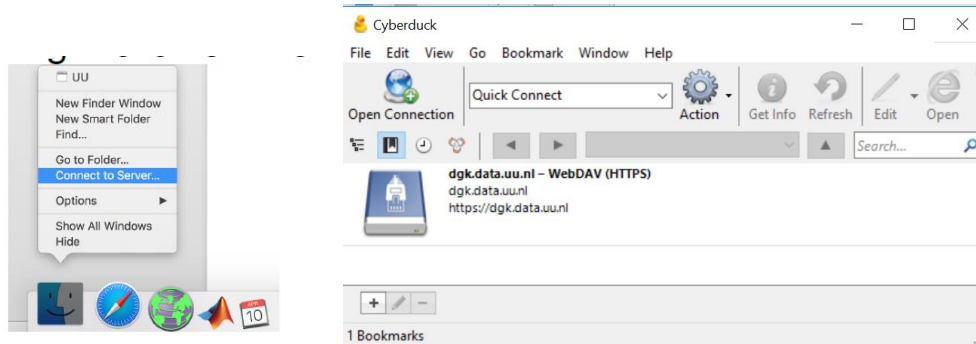 UU
New Finder Window
New Smart Folder
Find...
Go to Folder...
Connect to Server...
Options
Show All Windows
Hide
APR
10
Cyberduck
File Edit View Go Bookmark Window Help
Open Connection
Quick Connect
Action
Get Info
Refresh
Edit
Open
Search...
dgk.data.uu.nl – WebDAV (HTTPS)
dgk.data.uu.nl
https://dgk.data.uu.nl
1 Bookmarks